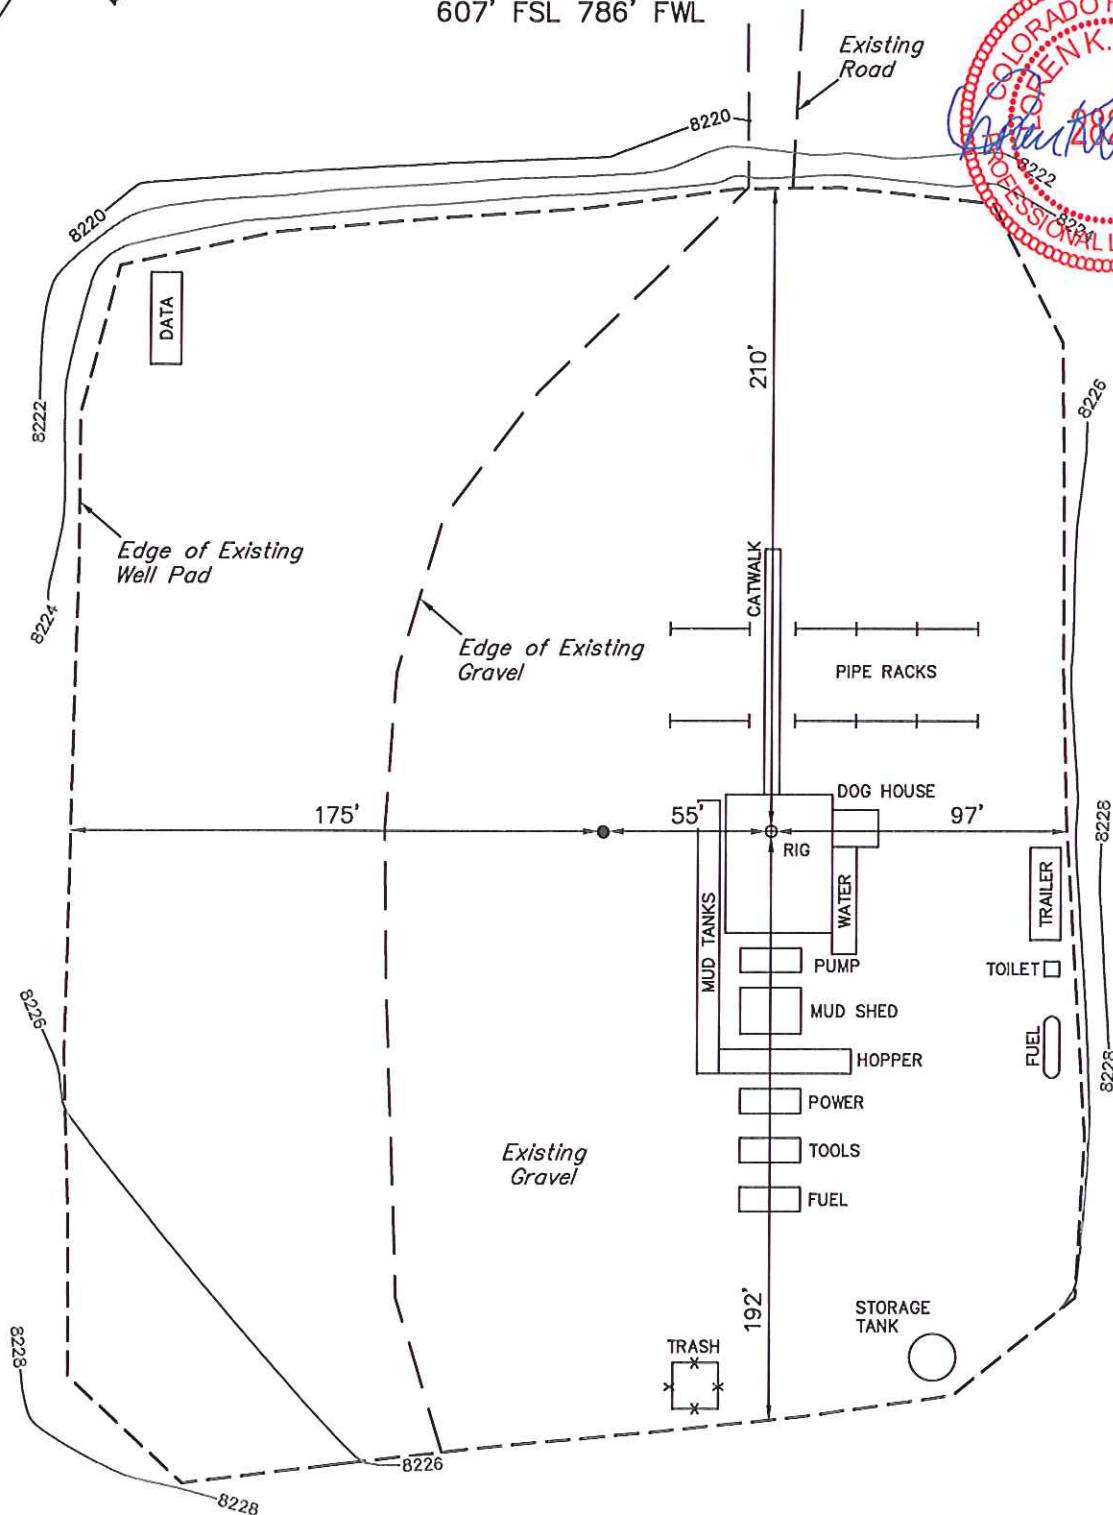 607' FSL 786' FWL
Existing
Road
COLORADO
LOREN K.
PROFESSIONAL L
8220
8222
8224
8220
DATA
210'
8222
8226
Edge of Existing
Well Pad
CATWALK
8224
Edge of Existing
Gravel
PIPE RACKS
DOG HOUSE
175'
55'
97'
RIG
8228
MUD TANKS
WATER
TRAILER
PUMP
TOILET
8226
MUD SHED
FUEL
HOPPER
8228
POWER
Existing
Gravel
TOOLS
FUEL
192'
STORAGE
TANK
8228
TRASH
8226
8228